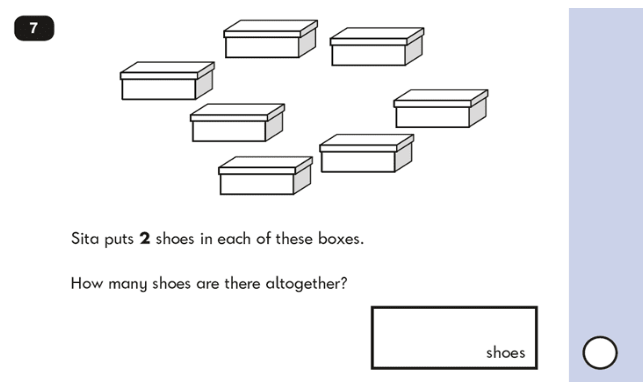 7
Sita puts 2 shoes in each of these boxes.
How many shoes are there altogether?
shoes